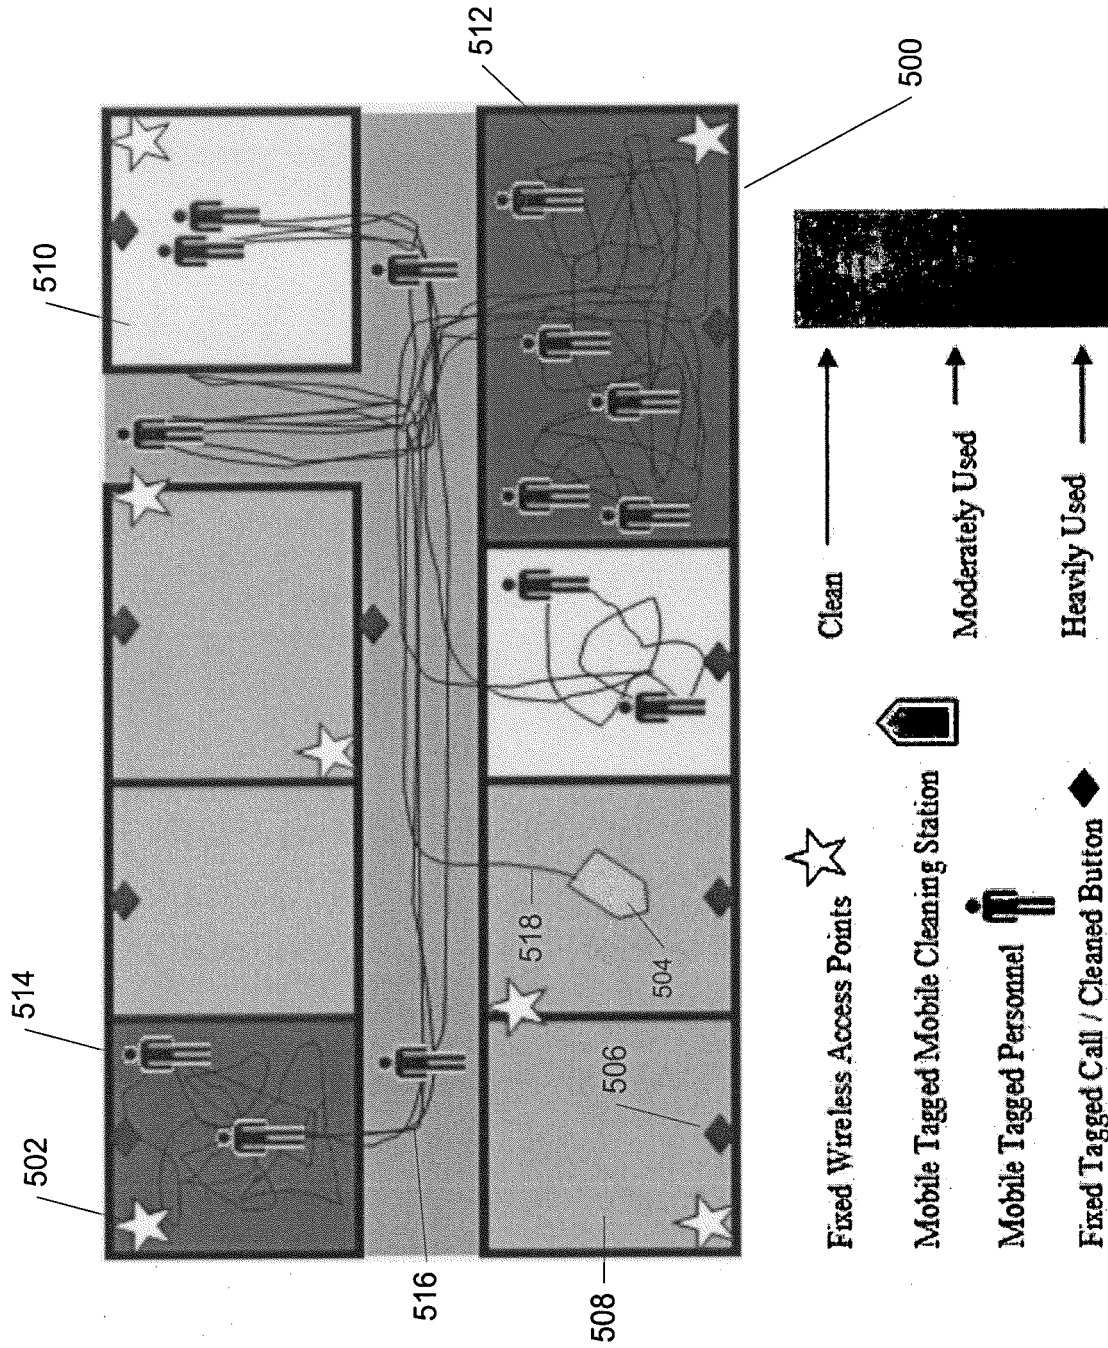 502
514
510
512
516
518
504
506
508
500
Fixed Wireless Access Points
Mobile Tagged Mobile Cleaning Station
Mobile Tagged Personnel
Fixed Tagged Call / Cleaned Button
Clean
Moderately Used
Heavily Used